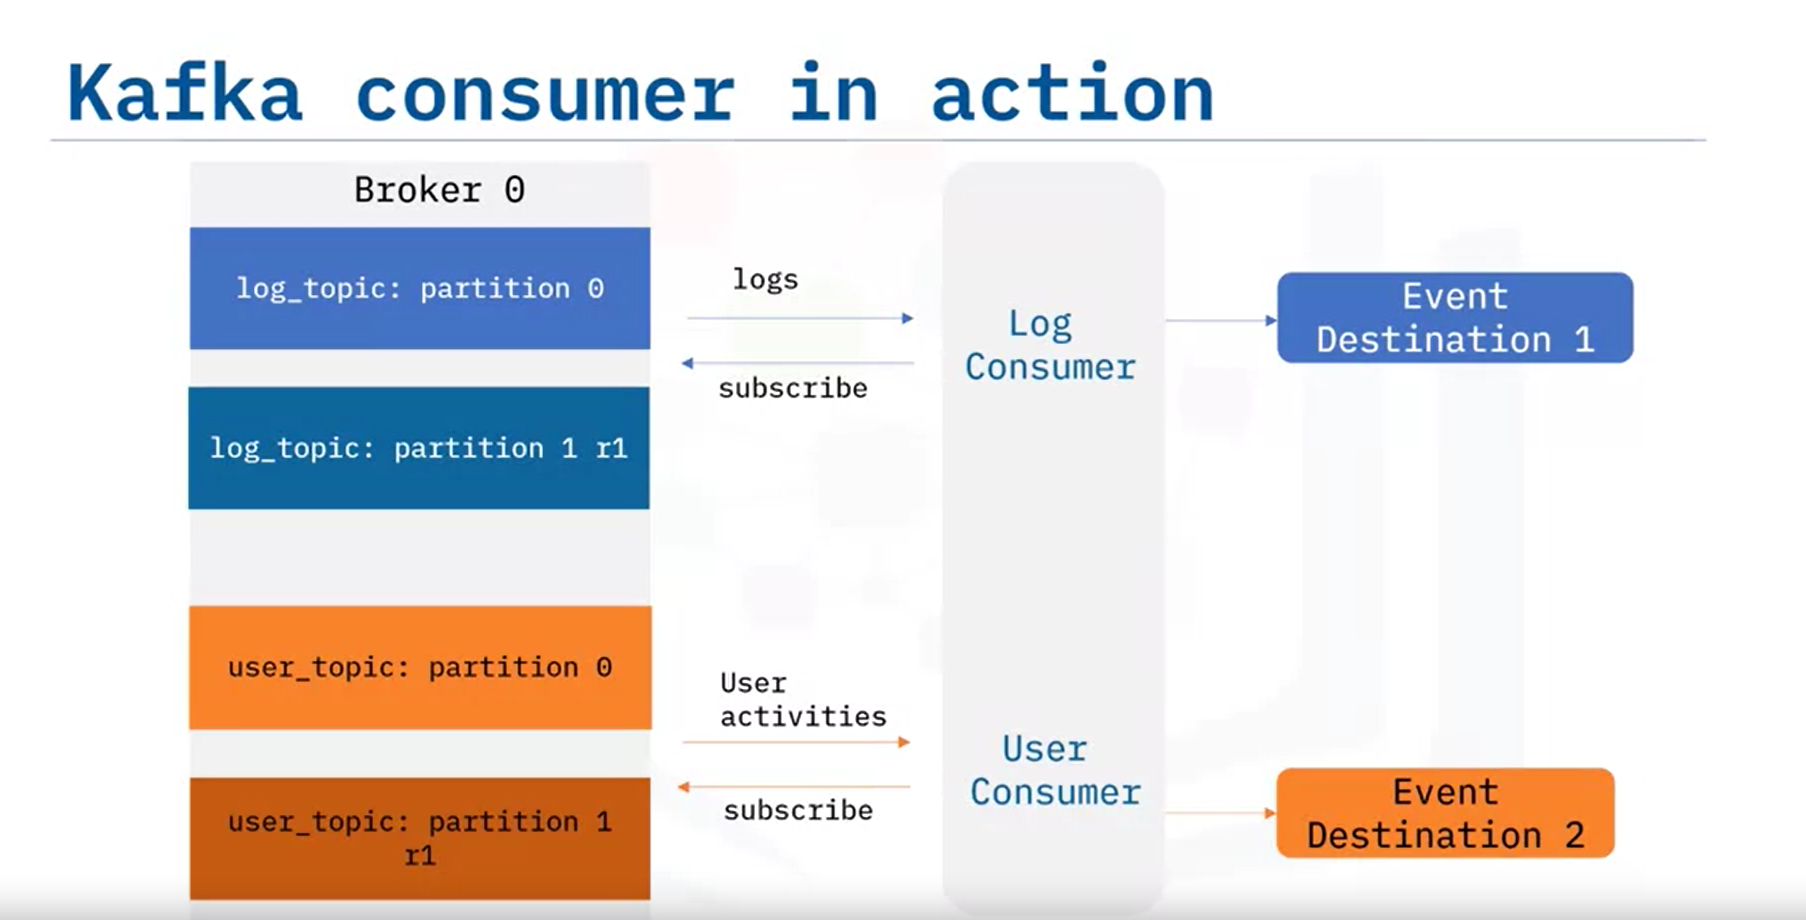 Kafka consumer in action
Broker 0
log_topic: partition 0
logs
subscribe
log_topic: partition 1 r1
Log
Consumer
Event
Destination 1
user_topic: partition 0
User
activities
subscribe
user_topic: partition 1
r1
User
Consumer
Event
Destination 2